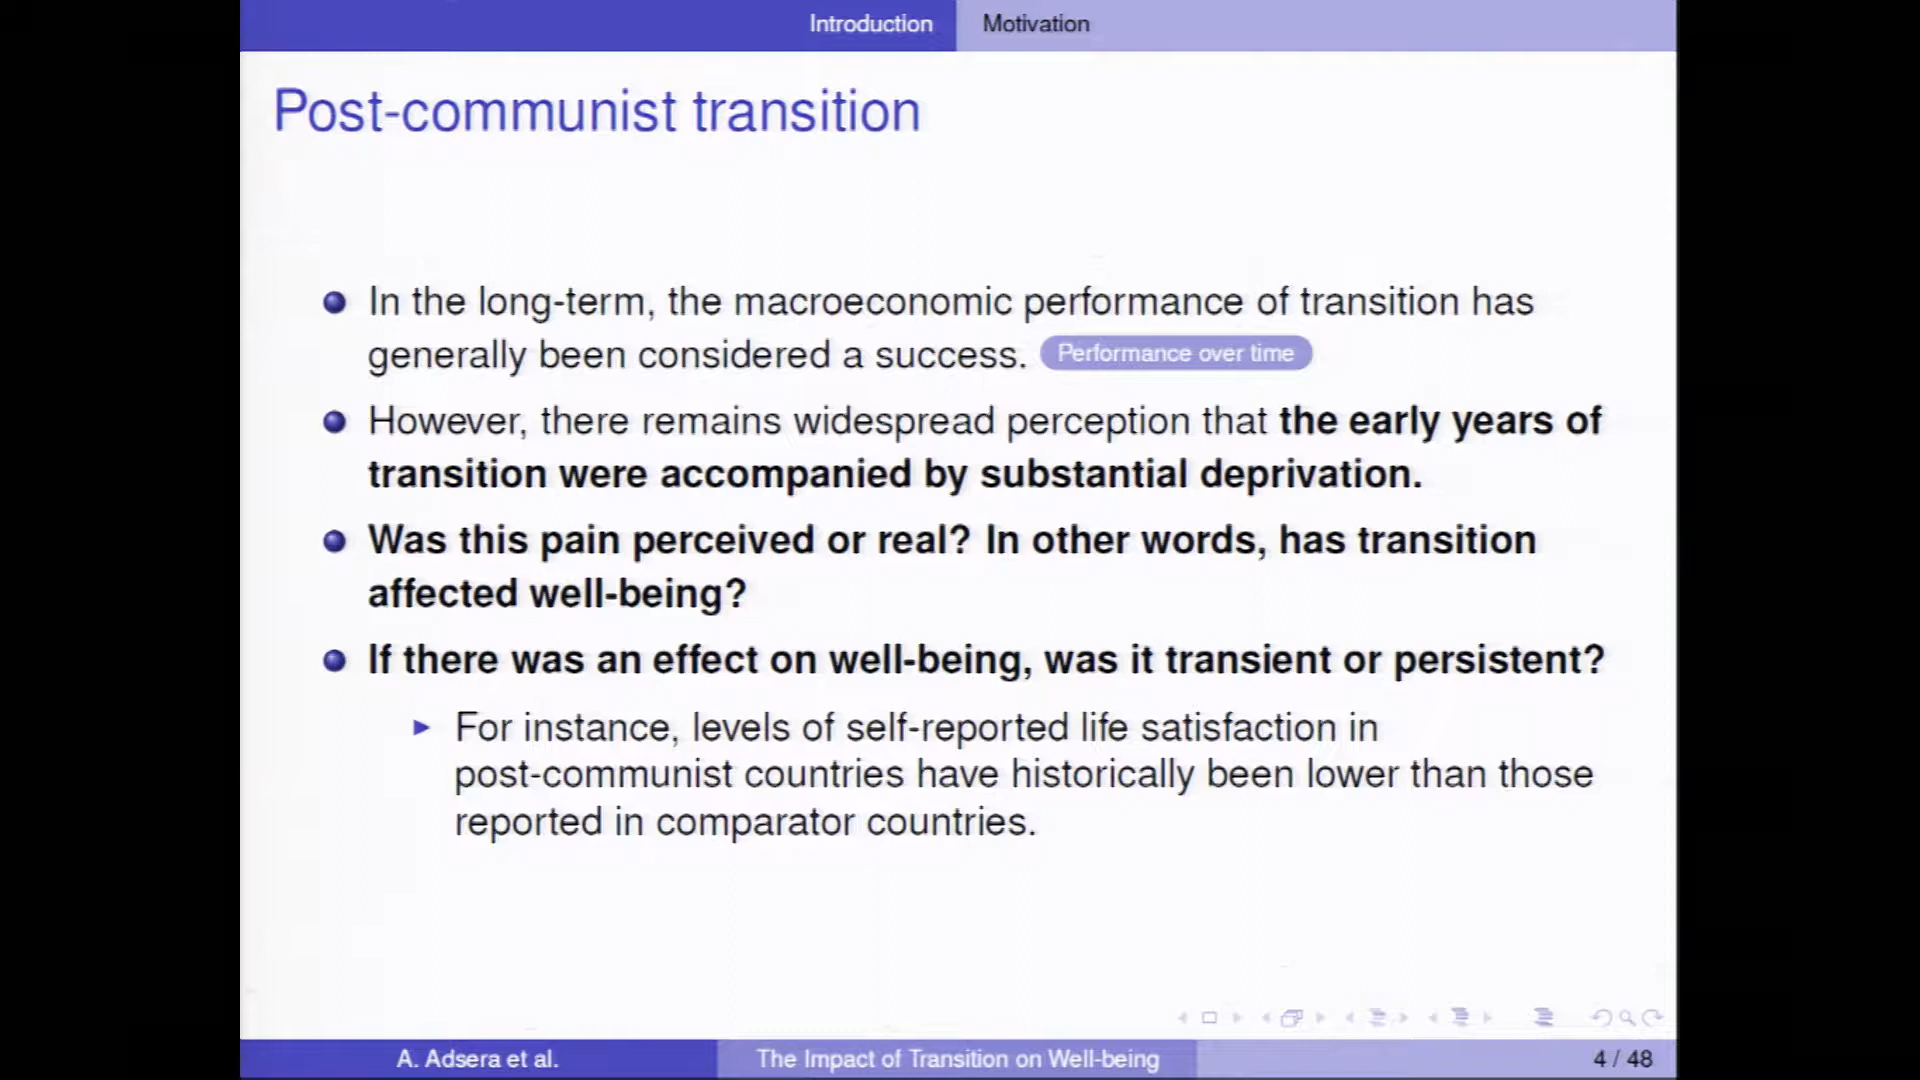 Introduction Motivation
Post-communist transition
In the long-term, the macroeconomic performance of transition has
generally been considered a success. Performance over time
However, there remains widespread perception that the early years of
transition were accompanied by substantial deprivation.
Was this pain perceived or real? In other words, has transition
affected well-being?
If there was an effect on well-being, was it transient or persistent?
For instance, levels of self-reported life satisfaction in
post-communist countries have historically been lower than those
reported in comparator countries.
A. Adsera et al. The Impact of Transition on Well-being 4 / 48